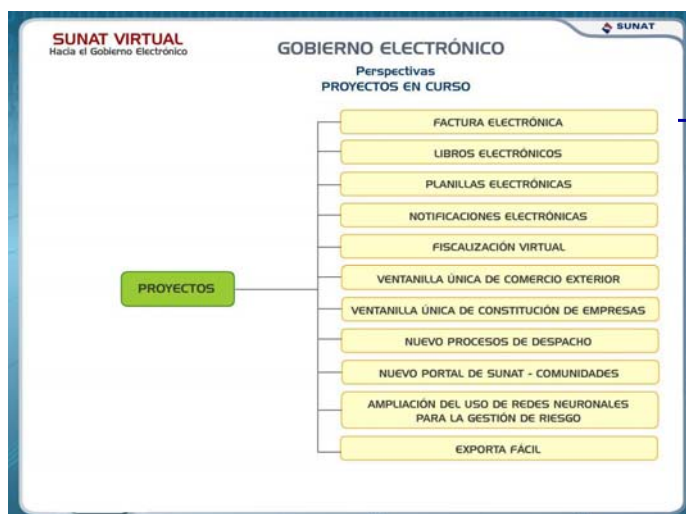 SUNAT
SUNAT VIRTUAL
Hacia el Gobierno Electrónico
GOBIERNO ELECTRÓNICO
Perspectivas
PROYECTOS EN CURSO
PROYECTOS
FACTURA ELECTRÓNICA
LIBROS ELECTRÓNICOS
PLANILLAS ELECTRÓNICAS
NOTIFICACIONES ELECTRÓNICAS
FISCALIZACIÓN VIRTUAL
VENTANILLA ÚNICA DE COMERCIO EXTERIOR
VENTANILLA ÚNICA DE CONSTITUCIÓN DE EMPRESAS
NUEVO PROCESOS DE DESPACHO
NUEVO PORTAL DE SUNAT - COMUNIDADES
AMPLIACIÓN DEL USO DE REDES NEURONALES
PARA LA GESTIÓN DE RIESGO
EXPORTA FÁCIL